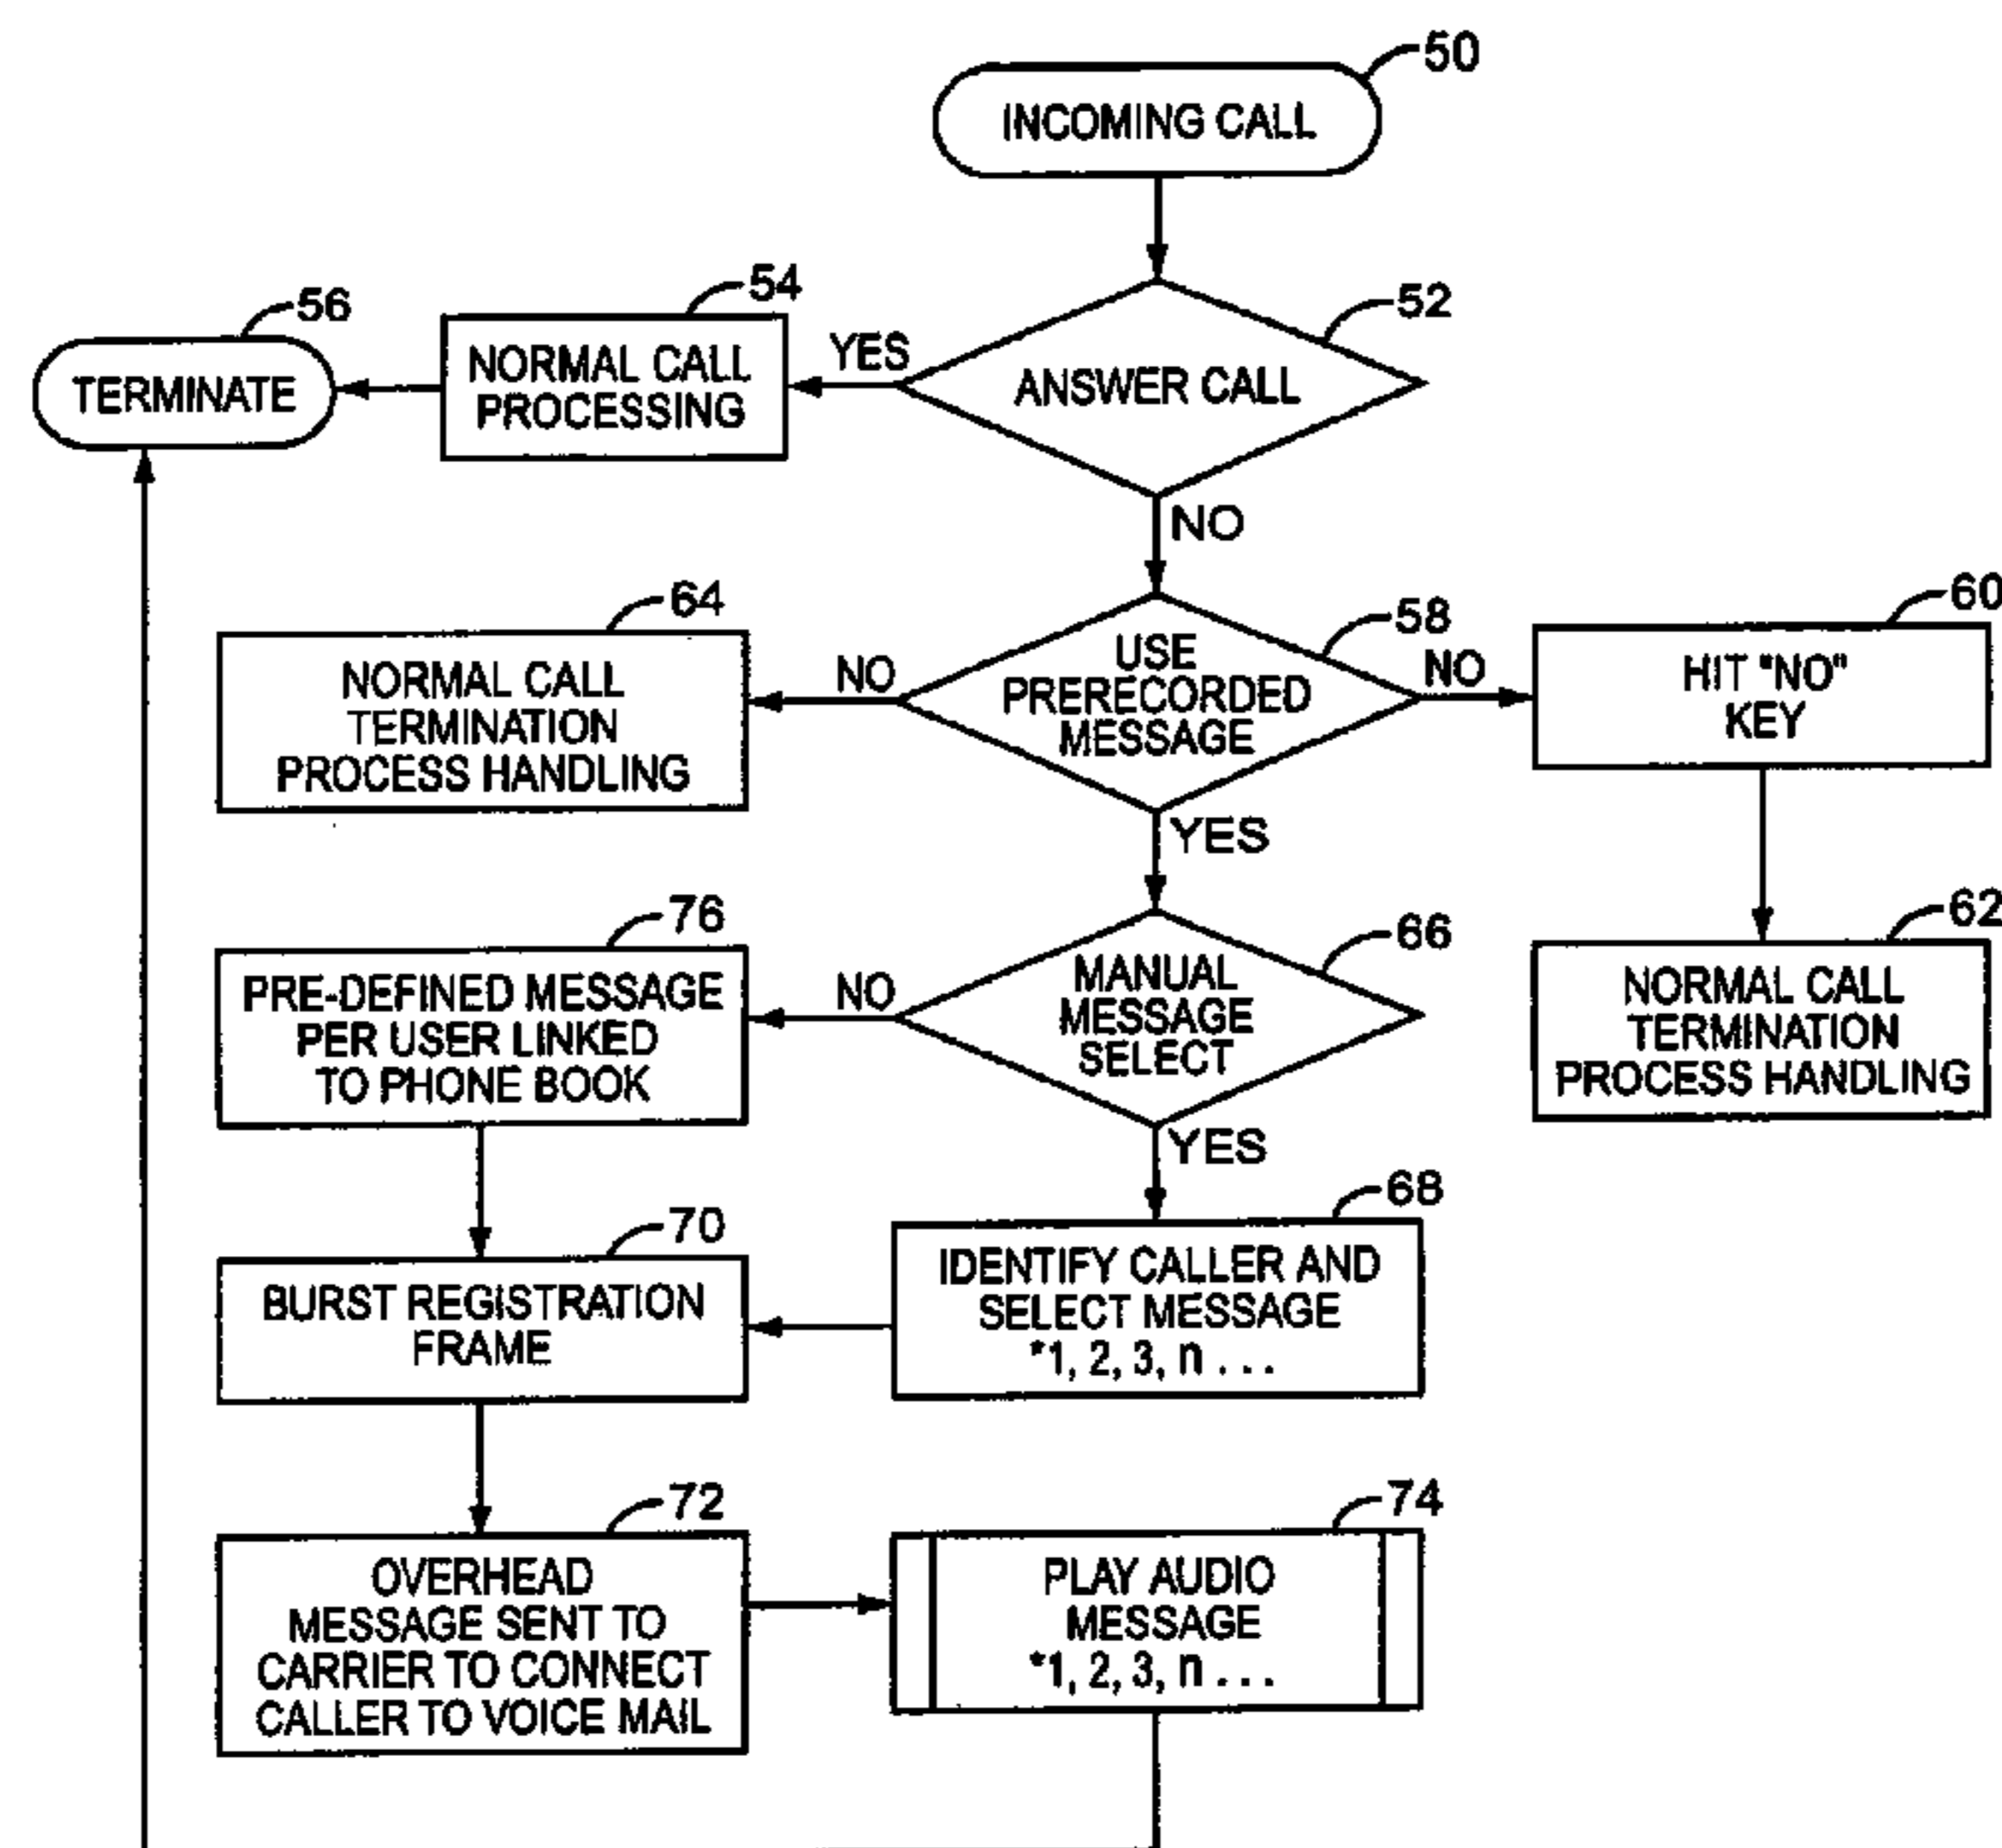 50
INCOMING CALL
52
ANSWER CALL
YES
54
NORMAL CALL
PROCESSING
56
TERMINATE
NO
58
USE
PRERECORDED
MESSAGE
NO
60
HIT "NO"
KEY
62
NORMAL CALL
TERMINATION
PROCESS HANDLING
NO
64
NORMAL CALL
TERMINATION
PROCESS HANDLING
YES
66
MANUAL
MESSAGE
SELECT
NO
76
PRE-DEFINED MESSAGE
PER USER LINKED
TO PHONE BOOK
YES
68
IDENTIFY CALLER AND
SELECT MESSAGE
*1, 2, 3, n . . .
70
BURST REGISTRATION
FRAME
72
OVERHEAD
MESSAGE SENT TO
CARRIER TO CONNECT
CALLER TO VOICE MAIL
74
PLAY AUDIO
MESSAGE
*1, 2, 3, n . . .